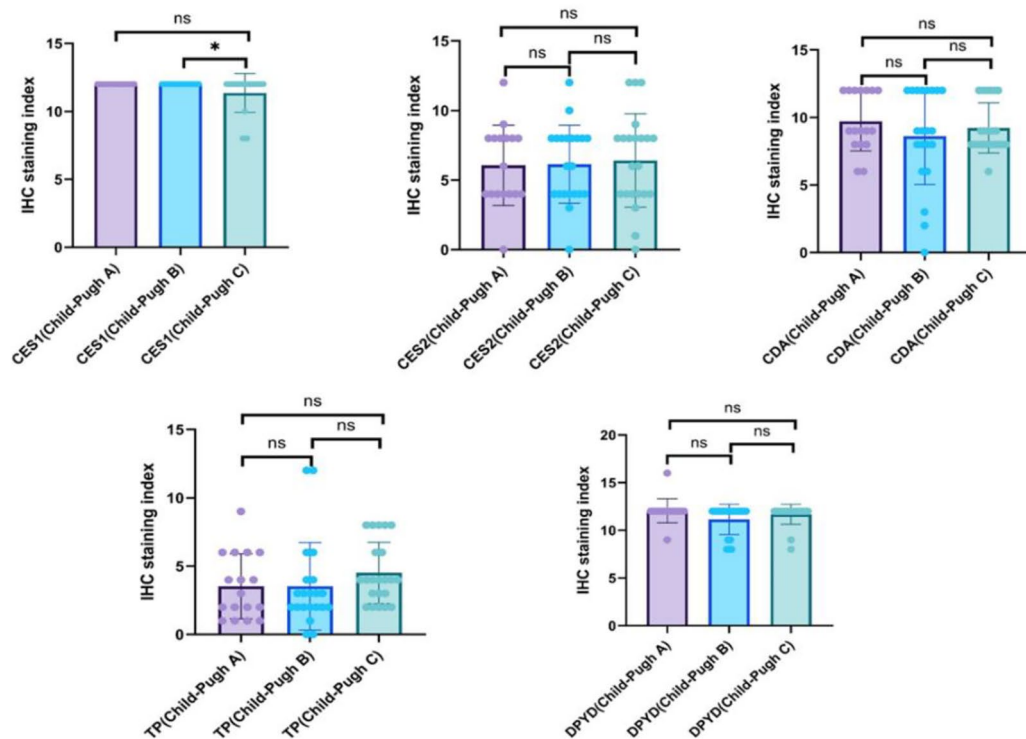 ns
*
15
10
5
0
IHC staining index
CES1(Child-Pugh A)
CES1(Child-Pugh B)
CES1(Child-Pugh C)
ns
ns
ns
15
10
5
0
IHC staining index
CES2(Child-Pugh A)
CES2(Child-Pugh B)
CES2(Child-Pugh C)
ns
ns
ns
15
10
5
0
IHC staining index
CDA(Child-Pugh A)
CDA(Child-Pugh B)
CDA(Child-Pugh C)
ns
ns
ns
15
10
5
0
IHC staining index
TP(Child-Pugh A)
TP(Child-Pugh B)
TP(Child-Pugh C)
ns
ns
ns
20
15
10
5
0
IHC staining index
DPYD(Child-Pugh A)
DPYD(Child-Pugh B)
DPYD(Child-Pugh C)